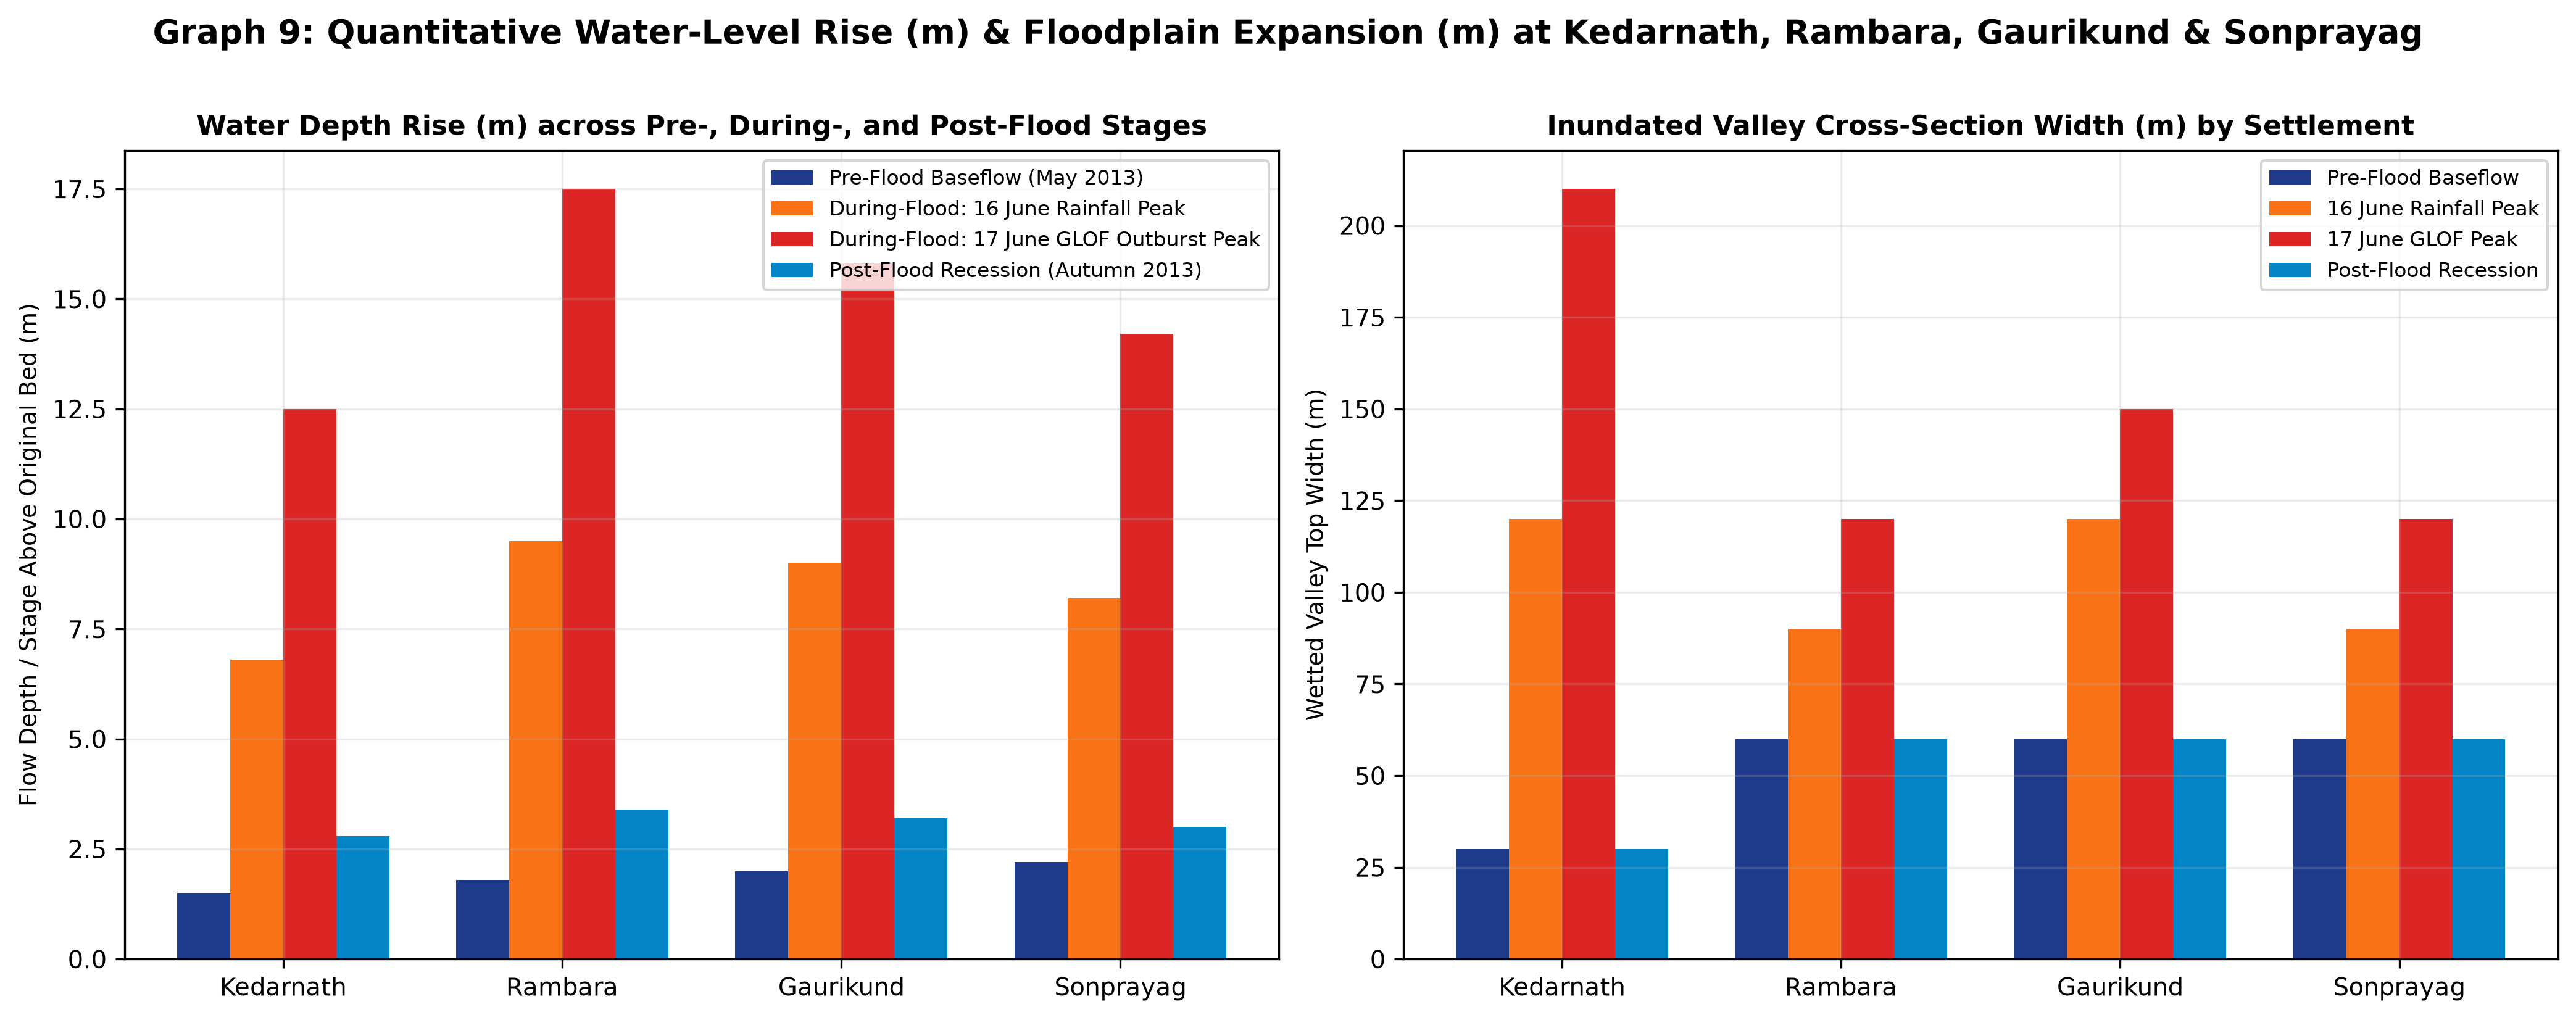 Graph 9: Quantitative Water-Level Rise (m) & Floodplain Expansion (m) at Kedarnath, Rambara, Gaurikund & Sonprayag
Water Depth Rise (m) across Pre-, During-, and Post-Flood Stages
Flow Depth / Stage Above Original Bed (m)
17.5
15.0
12.5
10.0
7.5
5.0
2.5
0.0
Pre-Flood Baseflow (May 2013)
During-Flood: 16 June Rainfall Peak
During-Flood: 17 June GLOF Outburst Peak
Post-Flood Recession (Autumn 2013)
Kedarnath
Rambara
Gaurikund
Sonprayag
Inundated Valley Cross-Section Width (m) by Settlement
Wetted Valley Top Width (m)
200
175
150
125
100
75
50
25
0
Pre-Flood Baseflow
16 June Rainfall Peak
17 June GLOF Peak
Post-Flood Recession
Kedarnath
Rambara
Gaurikund
Sonprayag